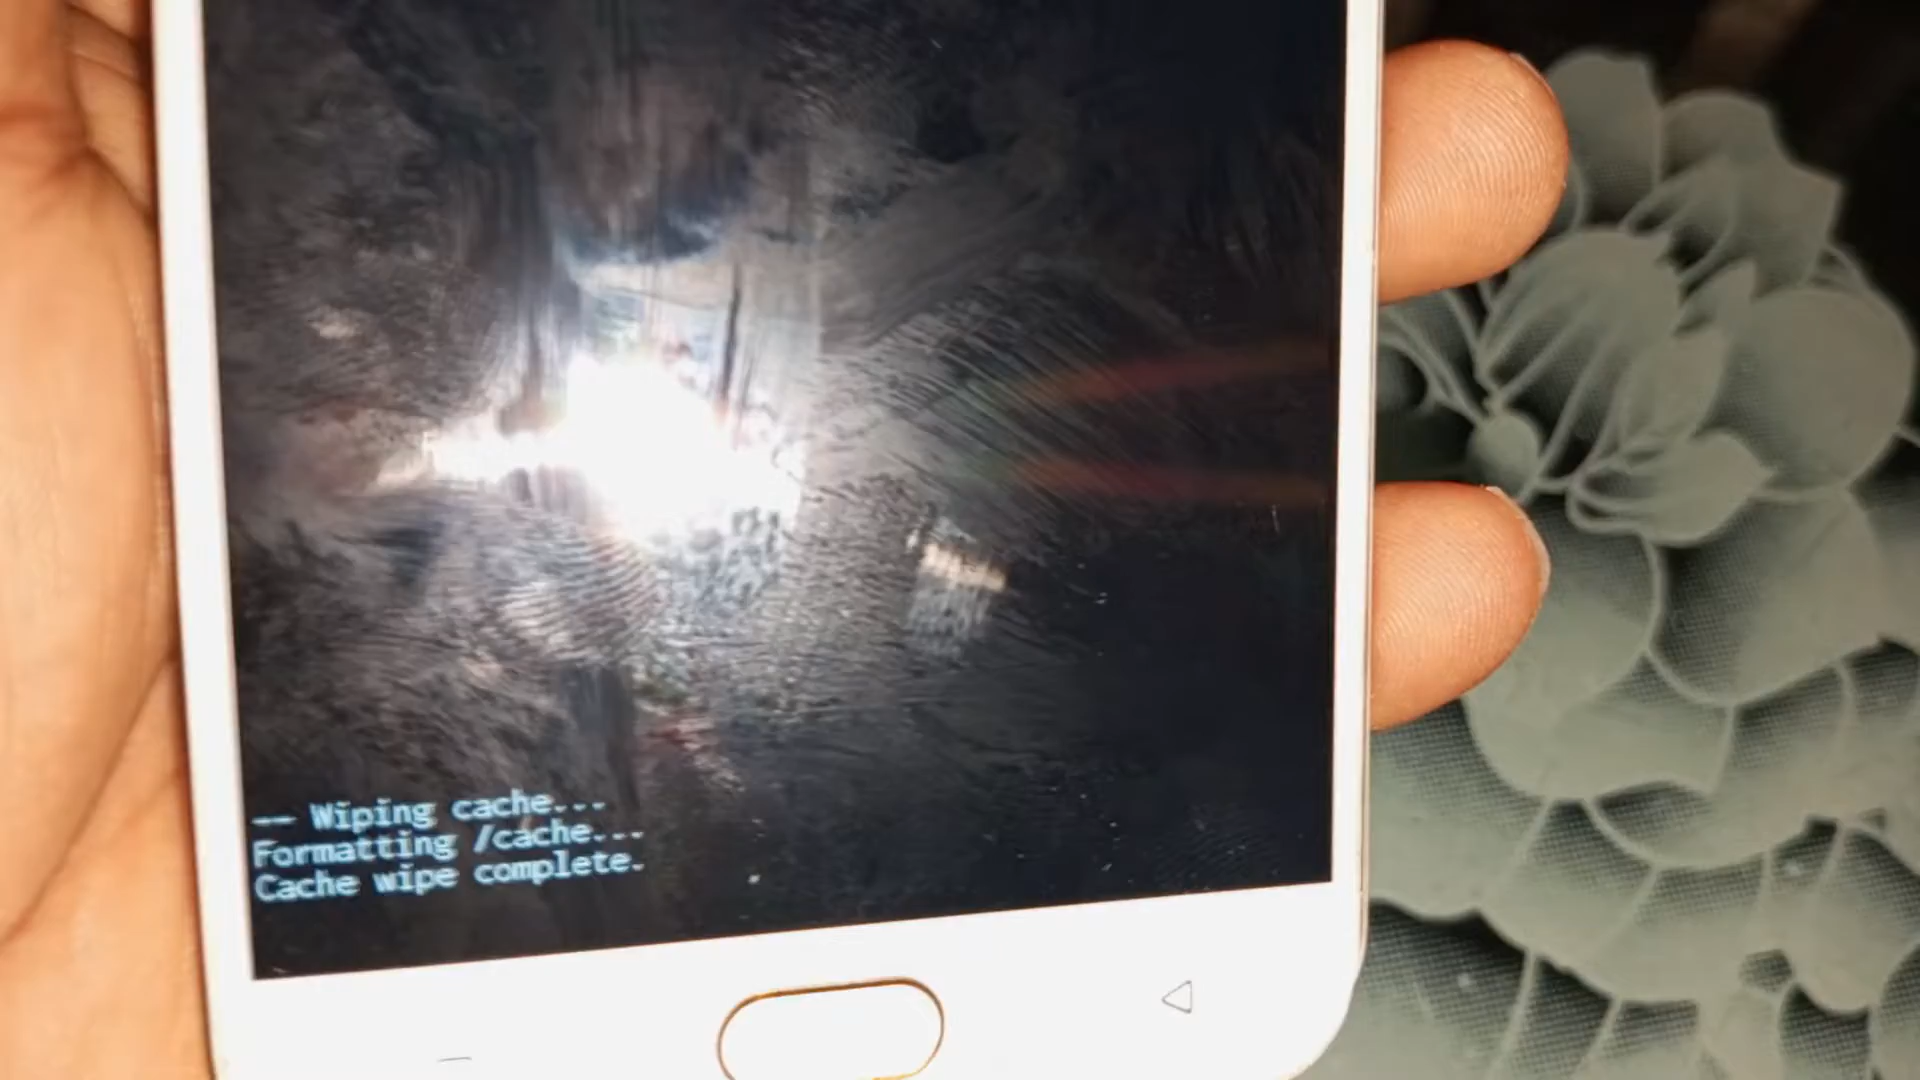 -- Wiping cache...
Formatting /cache...
Cache wipe complete.